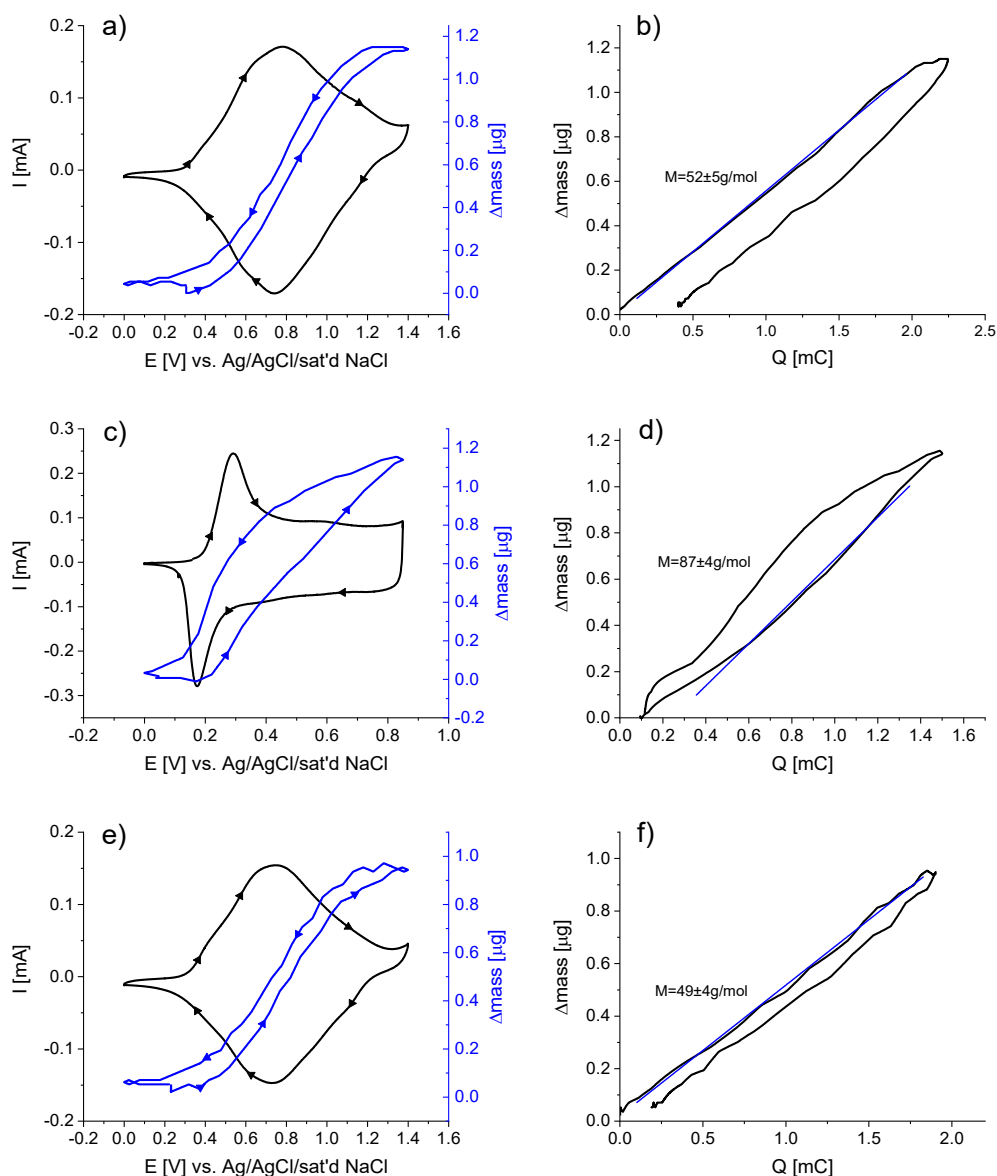 a)
0.2
0.1
0.0
-0.1
-0.2
I [mA]
1.2
1.0
0.8
0.6
0.4
0.2
0.0
Δmass [μg]
-0.2 0.0 0.2 0.4 0.6 0.8 1.0 1.2 1.4 1.6
E [V] vs. Ag/AgCl/sat'd NaCl
b)
1.2
1.0
0.8
0.6
0.4
0.2
0.0
Δmass [μg]
M=52±5g/mol
0.0 0.5 1.0 1.5 2.0 2.5
Q [mC]
c)
0.3
0.2
0.1
0.0
-0.1
-0.2
-0.3
I [mA]
1.2
1.0
0.8
0.6
0.4
0.2
0.0
-0.2
Δmass [μg]
-0.2 0.0 0.2 0.4 0.6 0.8 1.0
E [V] vs. Ag/AgCl/sat'd NaCl
d)
1.2
1.0
0.8
0.6
0.4
0.2
0.0
Δmass [μg]
M=87±4g/mol
0.0 0.2 0.4 0.6 0.8 1.0 1.2 1.4 1.6
Q [mC]
e)
0.2
0.1
0.0
-0.1
-0.2
I [mA]
1.0
0.8
0.6
0.4
0.2
0.0
Δmass [μg]
-0.2 0.0 0.2 0.4 0.6 0.8 1.0 1.2 1.4 1.6
E [V] vs. Ag/AgCl/sat'd NaCl
f)
1.0
0.8
0.6
0.4
0.2
0.0
Δmass [μg]
M=49±4g/mol
0.0 0.5 1.0 1.5 2.0
Q [mC]